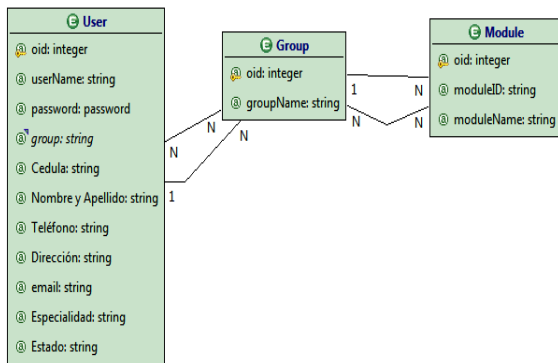 User
oid: integer
userName: string
password: password
group: string
Cedula: string
Nombre y Apellido: string
Teléfono: string
Dirección: string
email: string
Especialidad: string
Estado: string
N
1
N
N
Group
oid: integer
groupName: string
1
N
N
N
Module
oid: integer
moduleID: string
moduleName: string